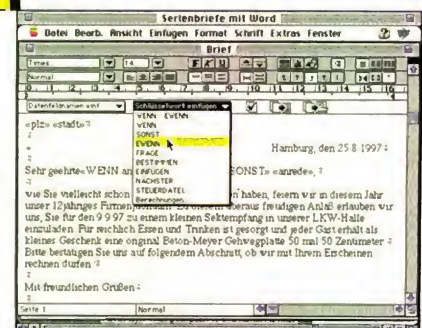 Serienbriefe mit Word
Datei Bearb. Ansicht Einfügen Format Schrift Extras Fenster
Brief
Times 14 F K U
Normal
Datenfeldnamen einf Schlüsselwort einfügen
WENN EWENN
WENN
SONST
EWENN
FRAGE
BESTIMMEN
EINFÜGEN
NÄCHSTER
STEUERDATEI
Berechnungen
«plz» «stadt»
Hamburg, den 25.8.1997
Sehr geehrte«WENN an SONST» «anrede»,
wie Sie vielleicht schon haben, feiern wir in diesem Jahr
unser 12jähriges überaus freudigen Anlaß erlauben wir
uns, Sie für den 9.9.97 zu einem kleinen Sektempfang in unserer LKW-Halle
einzuladen. Für reichlich Essen und Trinken ist gesorgt und jeder Gast erhält als
kleines Geschenk eine original Beton-Meyer Gehwegplatte 50 mal 50 Zentimeter
Bitte bestätigen Sie uns auf folgendem Abschnitt, ob wir mit Ihrem Erscheinen
rechnen dürfen
Mit freundlichen Grüßen
Seite 1 Normal